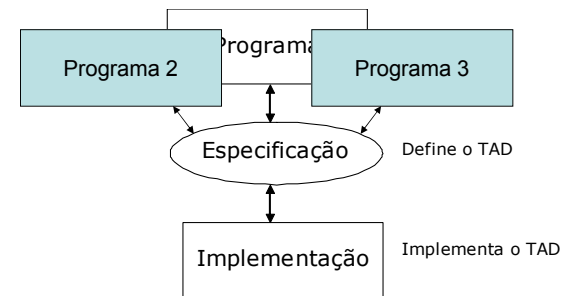 Programa
Programa 2
Programa 3
Especificação
Define o TAD
Implementação
Implementa o TAD